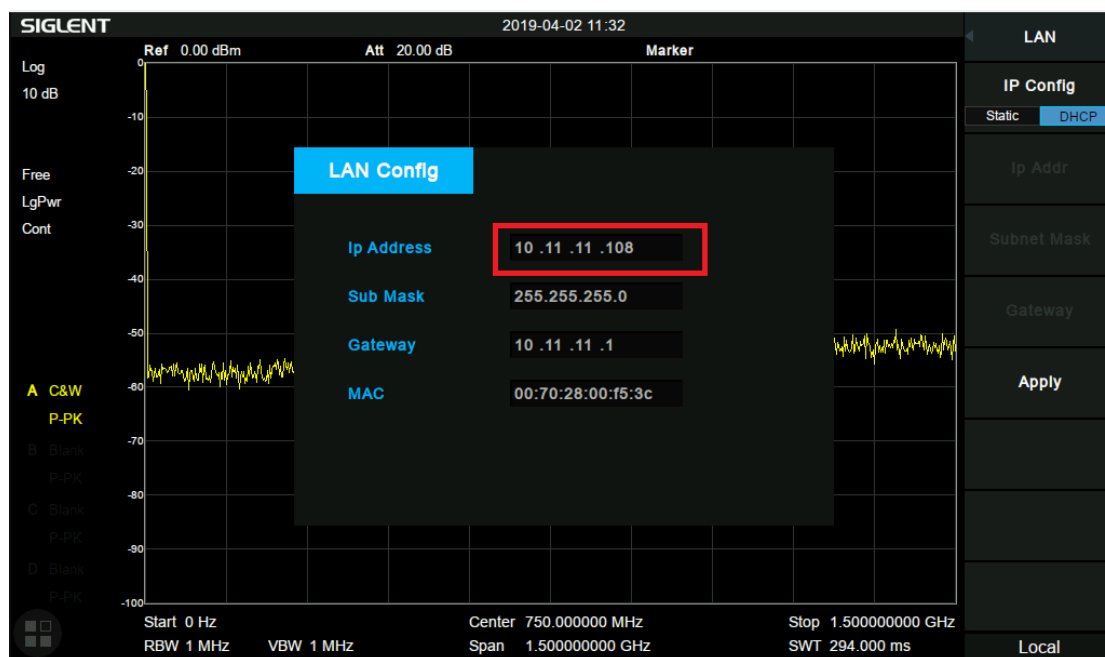 SIGLENT
2019-04-02 11:32
LAN
Ref 0.00 dBm Att 20.00 dB Marker
Log
10 dB
Free
LgPwr
Cont
A C&W
P-PK
B Blank
P-PK
C Blank
P-PK
D Blank
P-PK
0
-10
-20
-30
-40
-50
-60
-70
-80
-90
-100
LAN Config
Ip Address 10 .11 .11 .108
Sub Mask 255.255.255.0
Gateway 10 .11 .11 .1
MAC 00:70:28:00:f5:3c
IP Config
Static DHCP
Ip Addr
Subnet Mask
Gateway
Apply
Start 0 Hz Center 750.000000 MHz Stop 1.500000000 GHz
RBW 1 MHz VBW 1 MHz Span 1.500000000 GHz SWT 294.000 ms
Local